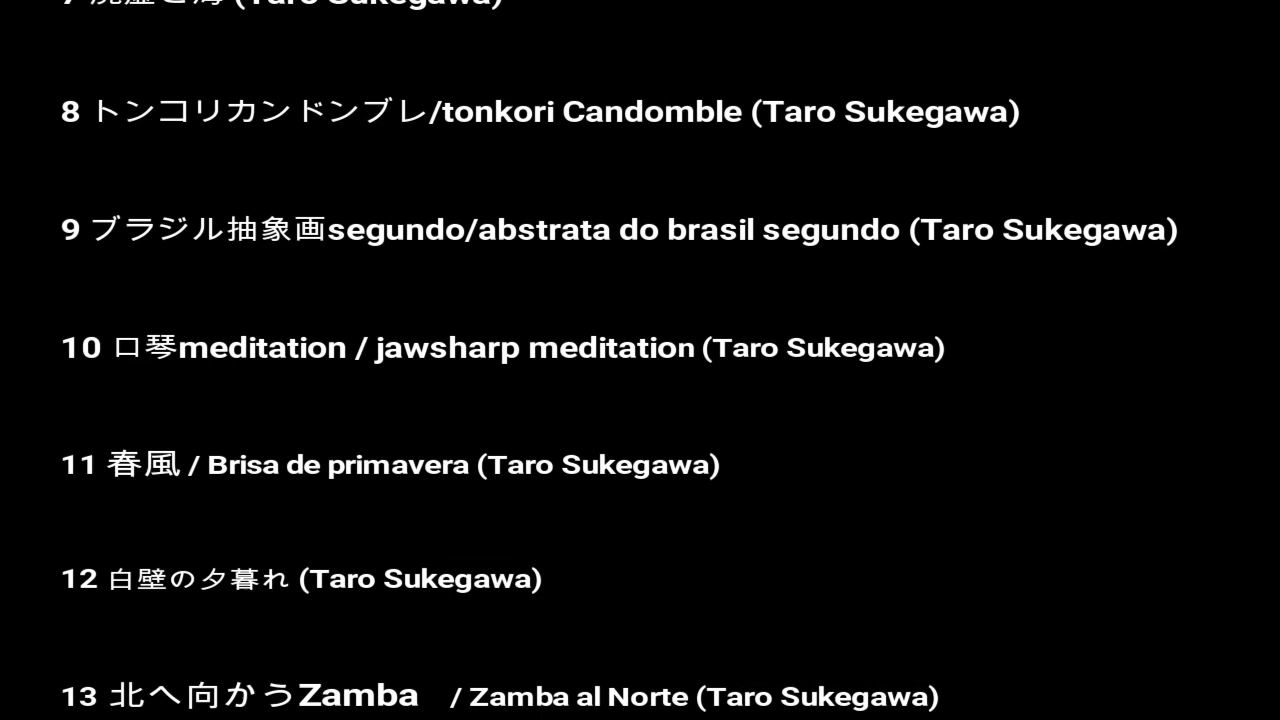 (Taro Sukegawa)
8 トンコリカンドンブレ/tonkori Candomble (Taro Sukegawa)
9 ブラジル抽象画segundo/abstrata do brasil segundo (Taro Sukegawa)
10 口琴meditation / jawsharp meditation (Taro Sukegawa)
11 春風 / Brisa de primavera (Taro Sukegawa)
12 白壁の夕暮れ (Taro Sukegawa)
13 北へ向かうZamba　/ Zamba al Norte (Taro Sukegawa)